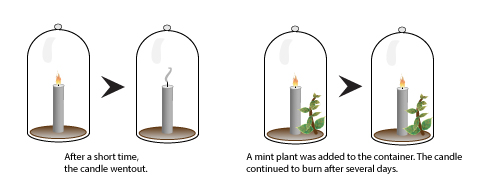 After a short time,
the candle wentout.
A mint plant was added to the container. The candle
continued to burn after several days.